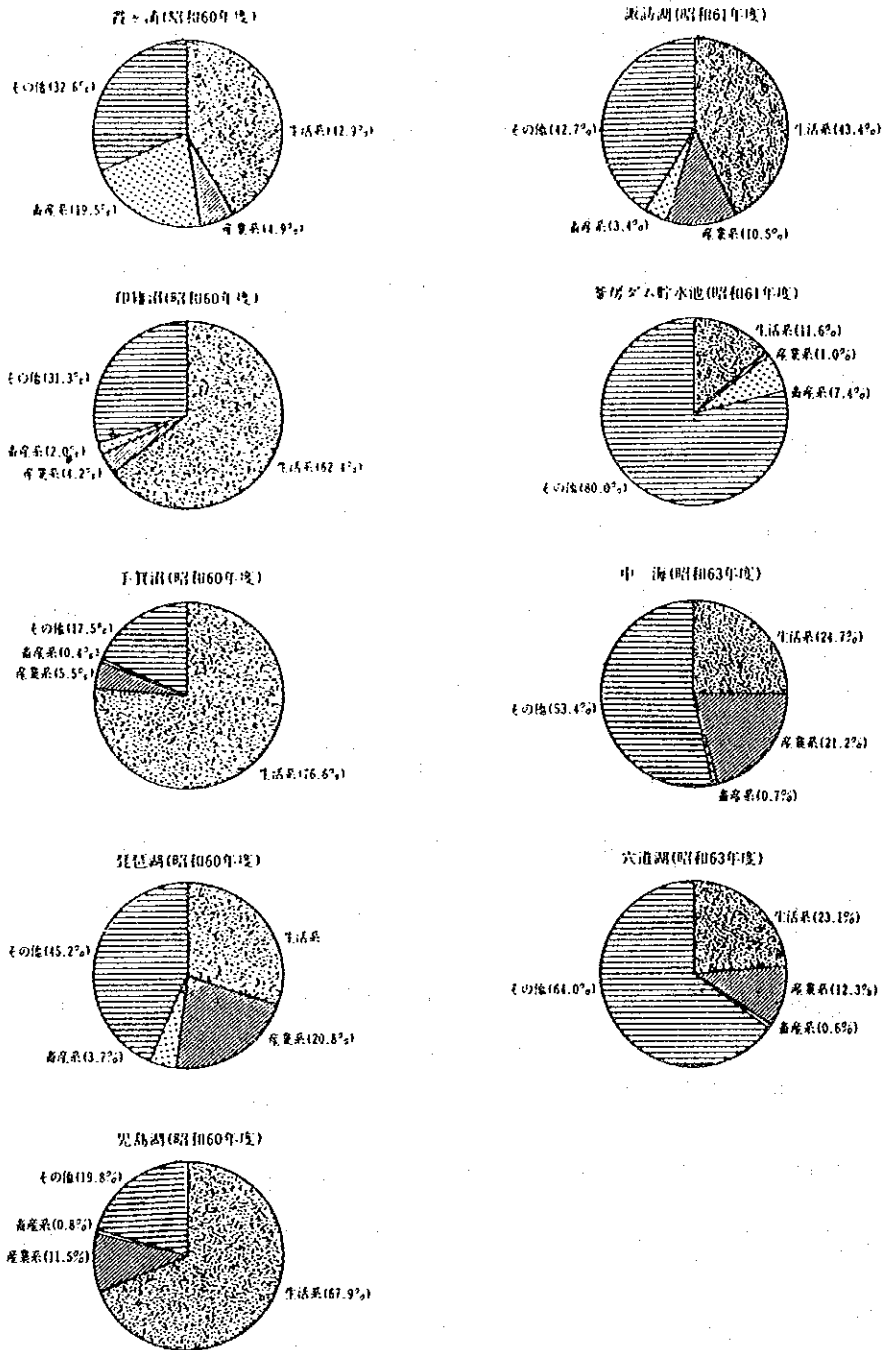 霞ヶ浦(昭和60年度)
その他(32.6%)
生活系(42.9%)
畜産系(19.5%)
産業系(4.9%)
諏訪湖(昭和61年度)
その他(42.7%)
生活系(43.4%)
畜産系(3.4%)
産業系(10.5%)
印旛沼(昭和60年度)
その他(31.3%)
畜産系(2.0%)
産業系(4.2%)
生活系(62.4%)
釜房ダム貯水池(昭和61年度)
生活系(11.6%)
産業系(1.0%)
畜産系(7.4%)
その他(80.0%)
手賀沼(昭和60年度)
その他(17.5%)
畜産系(0.4%)
産業系(5.5%)
生活系(76.6%)
中 海(昭和63年度)
生活系(24.7%)
その他(53.4%)
産業系(21.2%)
畜産系(0.7%)
琵琶湖(昭和60年度)
その他(45.2%)
生活系
産業系(20.8%)
畜産系(3.7%)
宍道湖(昭和63年度)
生活系(23.1%)
その他(64.0%)
産業系(12.3%)
畜産系(0.6%)
児島湖(昭和60年度)
その他(19.8%)
畜産系(0.8%)
産業系(11.5%)
生活系(67.9%)